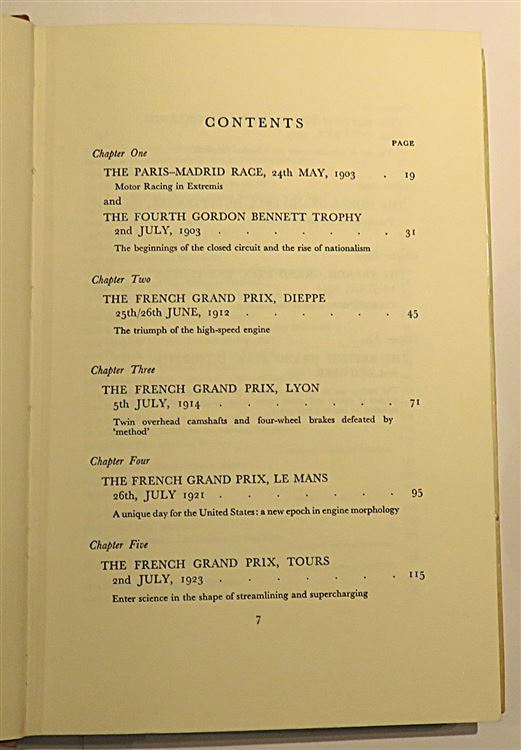 CONTENTS
PAGE
Chapter One
THE PARIS–MADRID RACE, 24th MAY, 1903 . 19
Motor Racing in Extremis
and
THE FOURTH GORDON BENNETT TROPHY
2nd JULY, 1903 . . . . . . . 31
The beginnings of the closed circuit and the rise of nationalism
Chapter Two
THE FRENCH GRAND PRIX, DIEPPE
25th/26th JUNE, 1912 . . . . . . 45
The triumph of the high-speed engine
Chapter Three
THE FRENCH GRAND PRIX, LYON
5th JULY, 1914 . . . . . . . 71
Twin overhead camshafts and four-wheel brakes defeated by
'method'
Chapter Four
THE FRENCH GRAND PRIX, LE MANS
26th, JULY 1921 . . . . . . . 95
A unique day for the United States: a new epoch in engine morphology
Chapter Five
THE FRENCH GRAND PRIX, TOURS
2nd JULY, 1923 . . . . . . . 115
Enter science in the shape of streamlining and supercharging
7